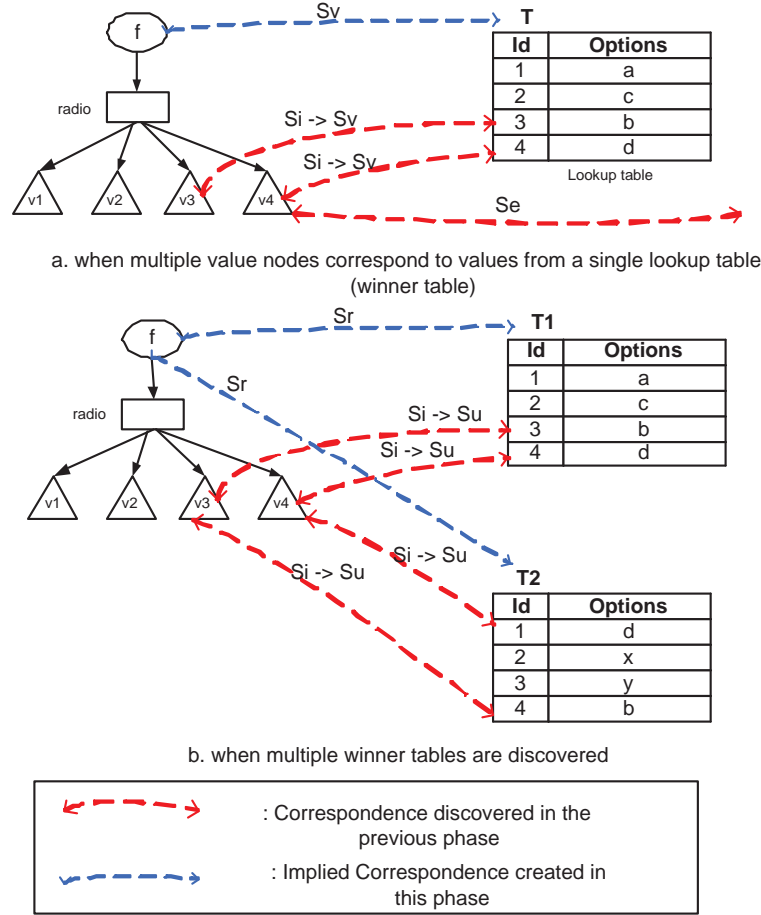 Sv
T
f
Id Options
1 a
2 c
3 b
4 d
Lookup table
radio
Si -> Sv
Si -> Sv
v1 v2 v3 v4
Se
a. when multiple value nodes correspond to values from a single lookup table
(winner table)
Sr
T1
f
Id Options
1 a
2 c
3 b
4 d
Sr
radio
Si -> Su
Si -> Su
v1 v2 v3 v4
Si -> Su
Si -> Su
T2
Id Options
1 d
2 x
3 y
4 b
b. when multiple winner tables are discovered
: Correspondence discovered in the
previous phase
: Implied Correspondence created in
this phase